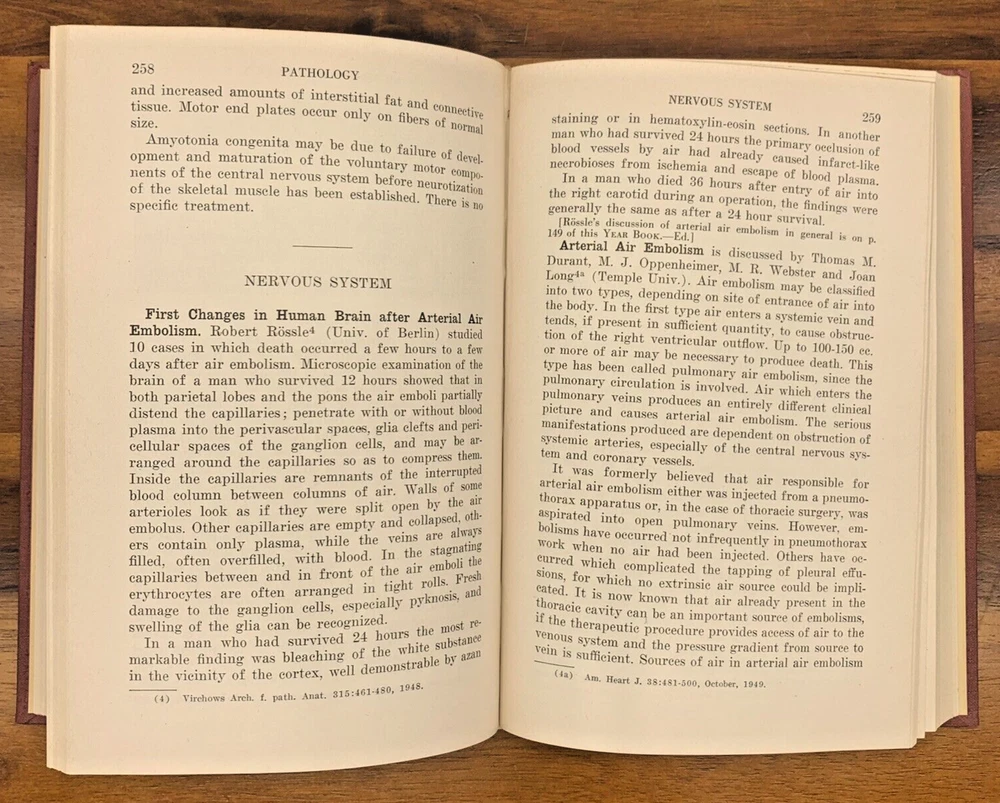 258
PATHOLOGY
and increased amounts of interstitial fat and connective
tissue. Motor end plates occur only on fibers of normal
size.
Amyotonia congenita may be due to failure of devel-
opment and maturation of the voluntary motor compo-
nents of the central nervous system before neurotization
of the skeletal muscle has been established. There is no
specific treatment.
NERVOUS SYSTEM
First Changes in Human Brain after Arterial Air
Embolism. Robert Rössle⁴ (Univ. of Berlin) studied
10 cases in which death occurred a few hours to a few
days after air embolism. Microscopic examination of the
brain of a man who survived 12 hours showed that in
both parietal lobes and the pons the air emboli partially
distend the capillaries; penetrate with or without blood
plasma into the perivascular spaces, glia clefts and peri-
cellular spaces of the ganglion cells, and may be ar-
ranged around the capillaries so as to compress them.
Inside the capillaries are remnants of the interrupted
blood column between columns of air. Walls of some
arterioles look as if they were split open by the air
embolus. Other capillaries are empty and collapsed, oth-
ers contain only plasma, while the veins are always
filled, often overfilled, with blood. In the stagnating
capillaries between and in front of the air emboli the
erythrocytes are often arranged in tight rolls. Fresh
damage to the ganglion cells, especially pyknosis, and
swelling of the glia can be recognized.
In a man who had survived 24 hours the most re-
markable finding was bleaching of the white substance
in the vicinity of the cortex, well demonstrable by azan
(4) Virchows Arch. f. path. Anat. 315:461-480, 1948.
NERVOUS SYSTEM
259
staining or in hematoxylin-eosin sections. In another
man who had survived 24 hours the primary occlusion of
blood vessels by air had already caused infarct-like
necrobioses from ischemia and escape of blood plasma.
In a man who died 36 hours after entry of air into
the right carotid during an operation, the findings were
generally the same as after a 24 hour survival.
[Rössle's discussion of arterial air embolism in general is on p.
149 of this YEAR BOOK.—Ed.]
Arterial Air Embolism is discussed by Thomas M.
Durant, M. J. Oppenheimer, M. R. Webster and Joan
Long⁴ᵃ (Temple Univ.). Air embolism may be classified
into two types, depending on site of entrance of air into
the body. In the first type air enters a systemic vein and
tends, if present in sufficient quantity, to cause obstruc-
tion of the right ventricular outflow. Up to 100-150 cc.
or more of air may be necessary to produce death. This
type has been called pulmonary air embolism, since the
pulmonary circulation is involved. Air which enters the
pulmonary veins produces an entirely different clinical
picture and causes arterial air embolism. The serious
manifestations produced are dependent on obstruction of
systemic arteries, especially of the central nervous sys-
tem and coronary vessels.
It was formerly believed that air responsible for
arterial air embolism either was injected from a pneumo-
thorax apparatus or, in the case of thoracic surgery, was
aspirated into open pulmonary veins. However, em-
bolisms have occurred not infrequently in pneumothorax
work when no air had been injected. Others have oc-
curred which complicated the tapping of pleural effu-
sions, for which no extrinsic air source could be impli-
cated. It is now known that air already present in the
thoracic cavity can be an important source of embolisms,
if the therapeutic procedure provides access of air to the
venous system and the pressure gradient from source to
vein is sufficient. Sources of air in arterial air embolism
(4a) Am. Heart J. 38:481-500, October, 1949.